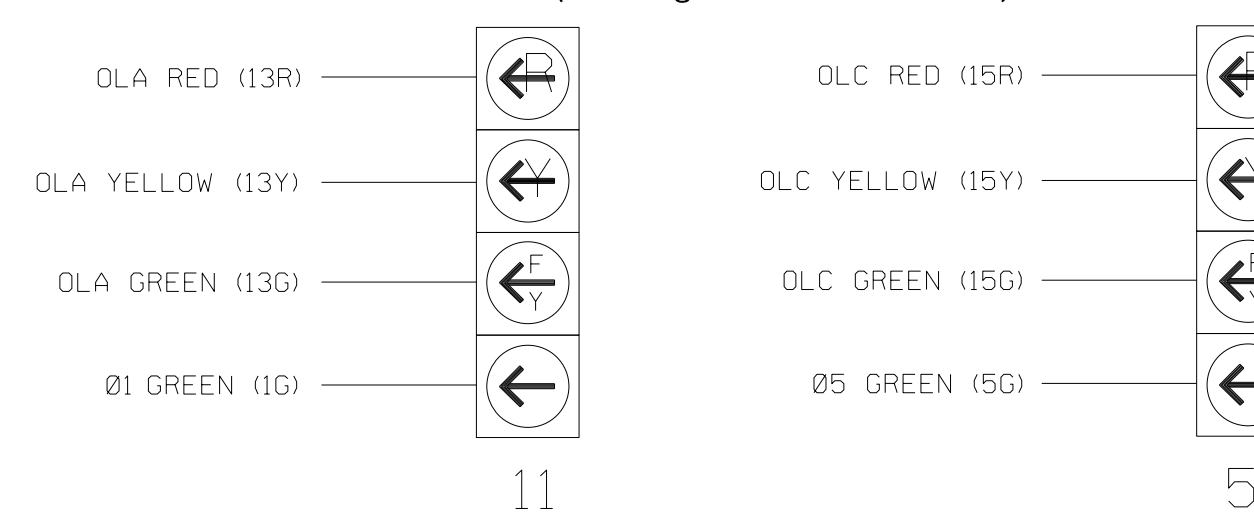 OLA RED (13R)
R
OLA YELLOW (13Y)
Y
OLA GREEN (13G)
F
Y
Ø1 GREEN (1G)
11
OLC RED (15R)
OLC YELLOW (15Y)
OLC GREEN (15G)
Ø5 GREEN (5G)
5